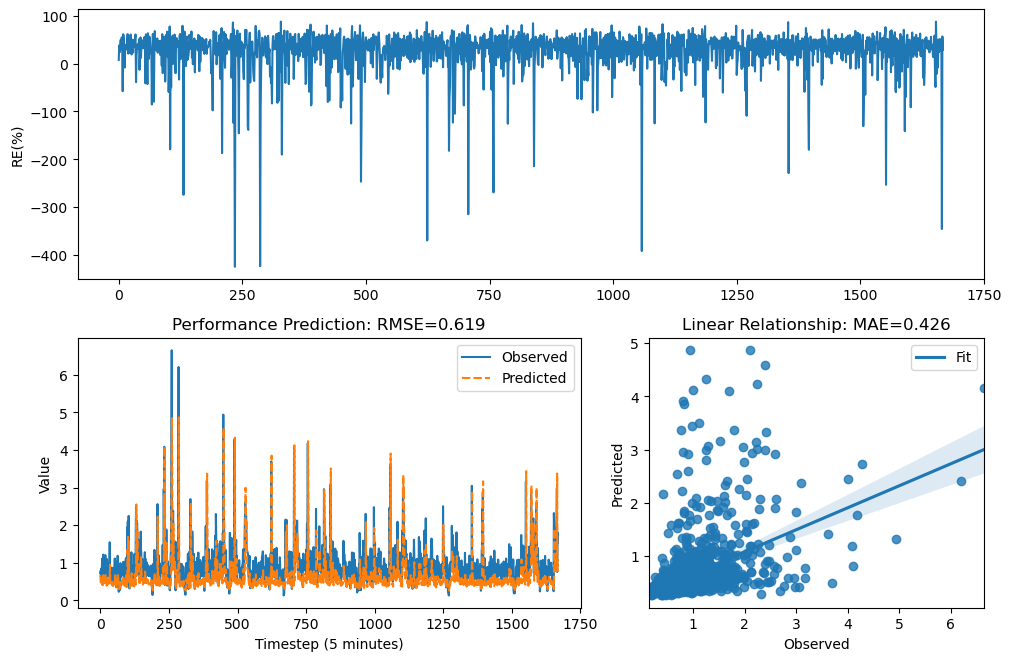 100
0
−100
−200
−300
−400
RE(%)
0 250 500 750 1000 1250 1500 1750
Performance Prediction: RMSE=0.619
Observed
Predicted
6
5
4
3
2
1
0
Value
0 250 500 750 1000 1250 1500 1750
Timestep (5 minutes)
Linear Relationship: MAE=0.426
Fit
5
4
3
2
1
Predicted
1 2 3 4 5 6
Observed